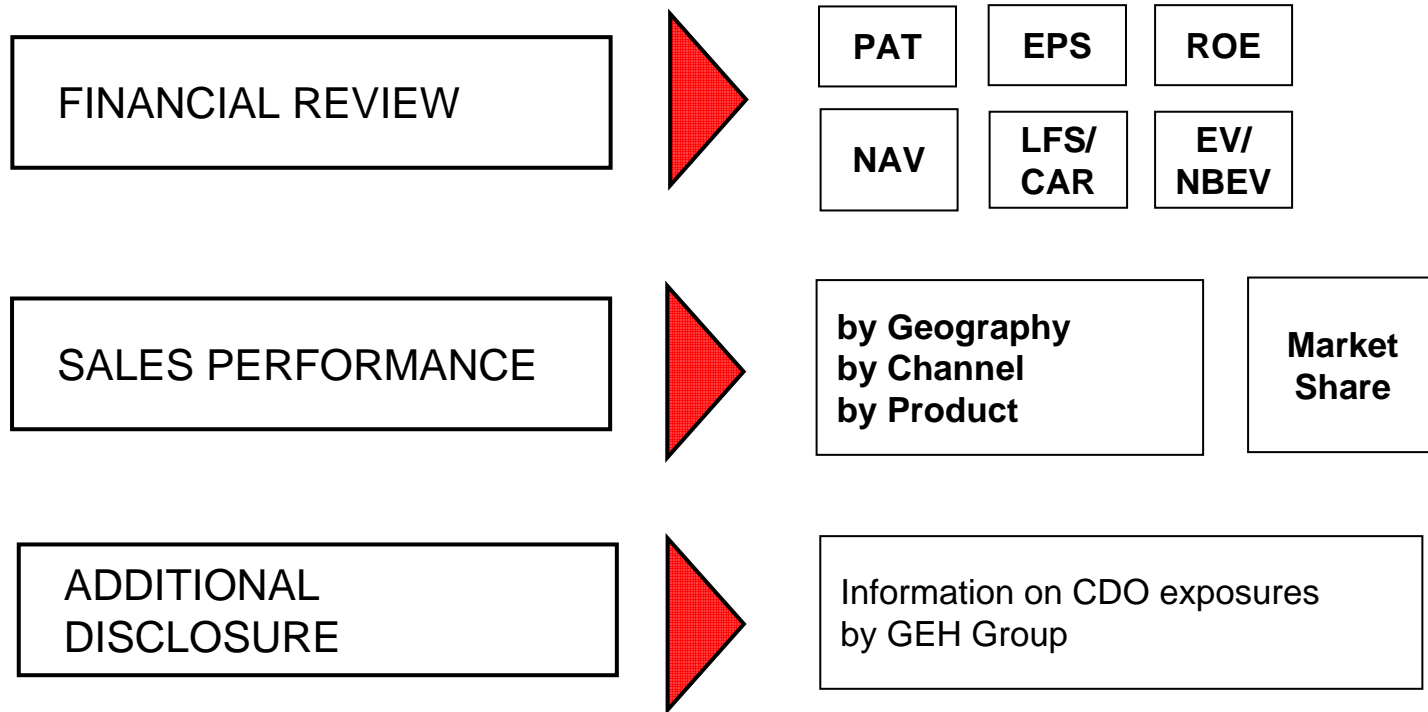 FINANCIAL REVIEW
PAT
EPS
ROE
NAV
LFS/
CAR
EV/
NBEV
SALES PERFORMANCE
by Geography
by Channel
by Product
Market
Share
ADDITIONAL
DISCLOSURE
Information on CDO exposures
by GEH Group